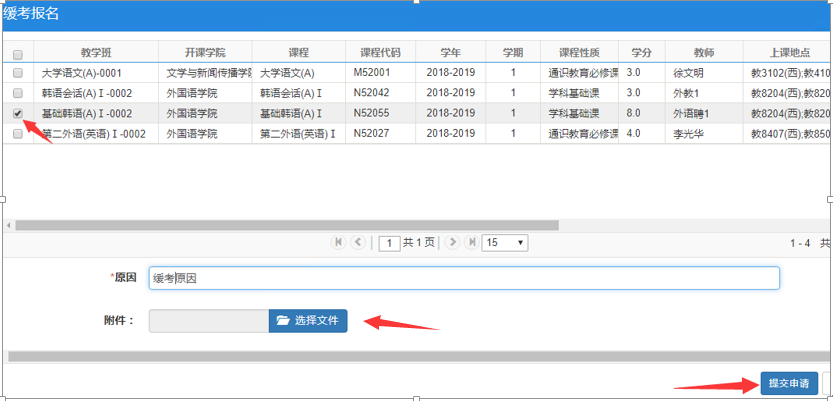 缓考报名
教学班 开课学院 课程 课程代码 学年 学期 课程性质 学分 教师 上课地点
大学语文(A)-0001 文学与新闻传播学院 大学语文(A) M52001 2018-2019 1 通识教育必修课 3.0 徐文明 教3102(西);教410
韩语会话(A)Ⅰ-0002 外国语学院 韩语会话(A)Ⅰ N52042 2018-2019 1 学科基础课 3.0 外教1 教8204(西);教820
基础韩语(A)Ⅰ-0002 外国语学院 基础韩语(A)Ⅰ N52055 2018-2019 1 学科基础课 8.0 外语聘1 教8204(西);教820
第二外语(英语)Ⅰ-0002 外国语学院 第二外语(英语)Ⅰ N52027 2018-2019 1 通识教育必修课 4.0 李光华 教8407(西);教850
1 共 1 页 15 1 - 4 共
*原因 缓考原因
附件： 选择文件
提交申请